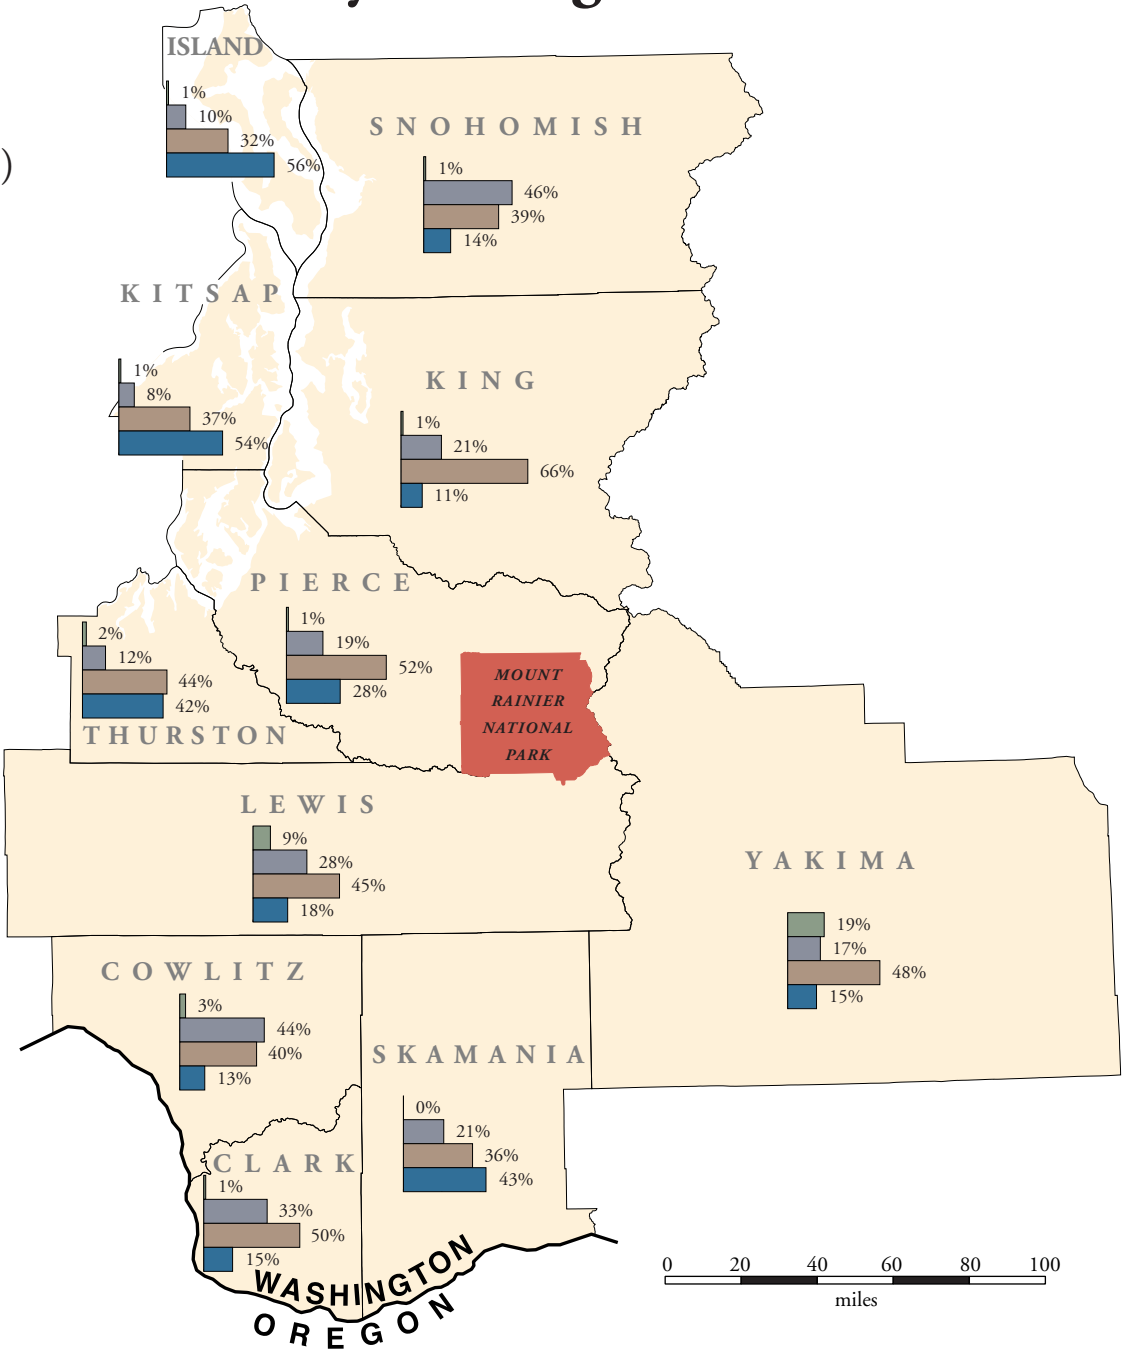 ISLAND
1%
10%
32%
56%
)
SNOHOMISH
1%
46%
39%
14%
KITSAP
1%
8%
37%
54%
KING
1%
21%
66%
11%
PIERCE
1%
19%
52%
28%
MOUNT
RAINIER
NATIONAL
PARK
2%
12%
44%
42%
THURSTON
LEWIS
9%
28%
45%
18%
YAKIMA
19%
17%
48%
15%
COWLITZ
3%
44%
40%
13%
SKAMANIA
0%
21%
36%
43%
CLARK
1%
33%
50%
15%
WASHINGTON
OREGON
0 20 40 60 80 100
miles